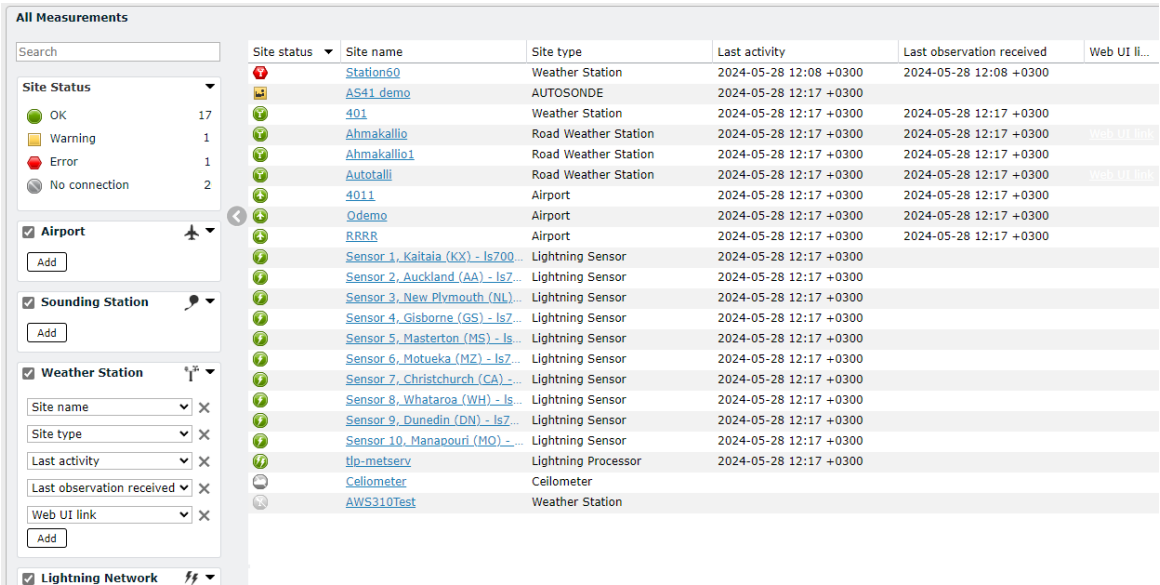 All Measurements
Search
Site Status
OK 17
Warning 1
Error 1
No connection 2
Airport
Add
Sounding Station
Add
Weather Station
Site name
Site type
Last activity
Last observation received
Web UI link
Add
Lightning Network
Site status Site name Site type Last activity Last observation received Web UI li...
Station60 Weather Station 2024-05-28 12:08 +0300 2024-05-28 12:08 +0300
AS41 demo AUTOSONDE 2024-05-28 12:17 +0300
401 Weather Station 2024-05-28 12:17 +0300 2024-05-28 12:17 +0300
Ahmakallio Road Weather Station 2024-05-28 12:17 +0300 2024-05-28 12:17 +0300 Web UI link
Ahmakallio1 Road Weather Station 2024-05-28 12:17 +0300 2024-05-28 12:17 +0300
Autotalli Road Weather Station 2024-05-28 12:17 +0300 2024-05-28 12:17 +0300 Web UI link
4011 Airport 2024-05-28 12:17 +0300 2024-05-28 12:17 +0300
Odemo Airport 2024-05-28 12:17 +0300 2024-05-28 12:17 +0300
RRRR Airport 2024-05-28 12:17 +0300 2024-05-28 12:17 +0300
Sensor 1, Kaitaia (KX) - ls700... Lightning Sensor 2024-05-28 12:17 +0300
Sensor 2, Auckland (AA) - ls7... Lightning Sensor 2024-05-28 12:17 +0300
Sensor 3, New Plymouth (NL)... Lightning Sensor 2024-05-28 12:17 +0300
Sensor 4, Gisborne (GS) - ls7... Lightning Sensor 2024-05-28 12:17 +0300
Sensor 5, Masterton (MS) - ls... Lightning Sensor 2024-05-28 12:17 +0300
Sensor 6, Motueka (MZ) - ls7... Lightning Sensor 2024-05-28 12:17 +0300
Sensor 7, Christchurch (CA) -... Lightning Sensor 2024-05-28 12:17 +0300
Sensor 8, Whataroa (WH) - ls... Lightning Sensor 2024-05-28 12:17 +0300
Sensor 9, Dunedin (DN) - ls7... Lightning Sensor 2024-05-28 12:17 +0300
Sensor 10, Manapouri (MO) - ... Lightning Sensor 2024-05-28 12:17 +0300
tlp-metserv Lightning Processor 2024-05-28 12:17 +0300
Celiometer Ceilometer
AWS310Test Weather Station